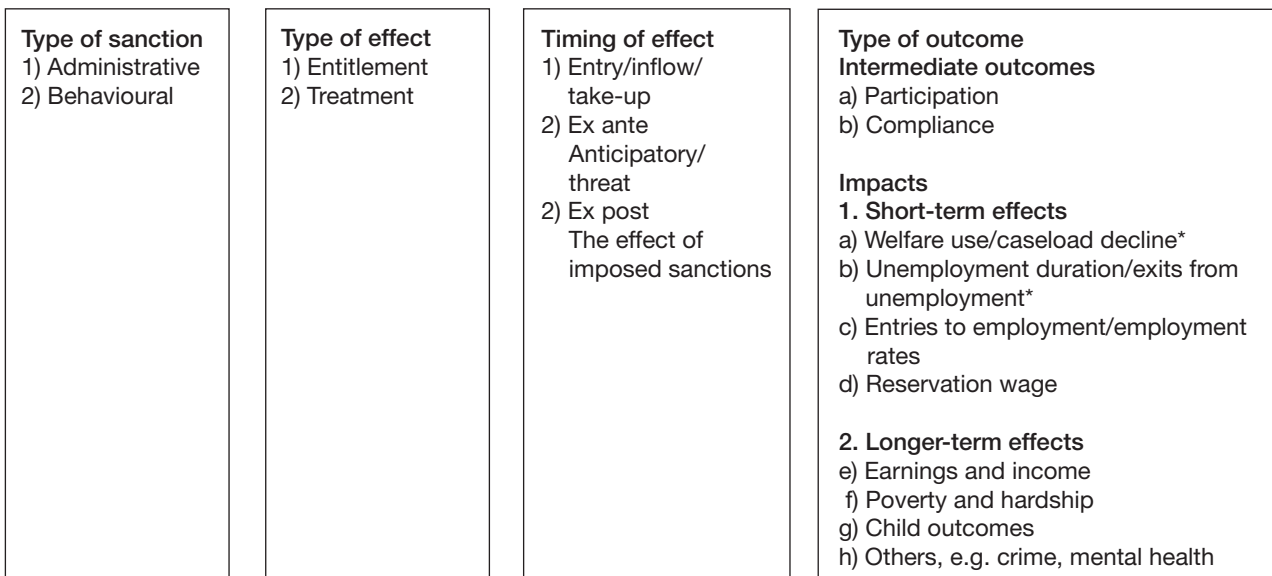 Type of sanction
1) Administrative
2) Behavioural
Type of effect
1) Entitlement
2) Treatment
Timing of effect
1) Entry/inflow/
take-up
2) Ex ante
Anticipatory/
threat
2) Ex post
The effect of
imposed sanctions
Type of outcome
Intermediate outcomes
a) Participation
b) Compliance
Impacts
1. Short-term effects
a) Welfare use/caseload decline*
b) Unemployment duration/exits from
unemployment*
c) Entries to employment/employment
rates
d) Reservation wage
2. Longer-term effects
e) Earnings and income
f) Poverty and hardship
g) Child outcomes
h) Others, e.g. crime, mental health